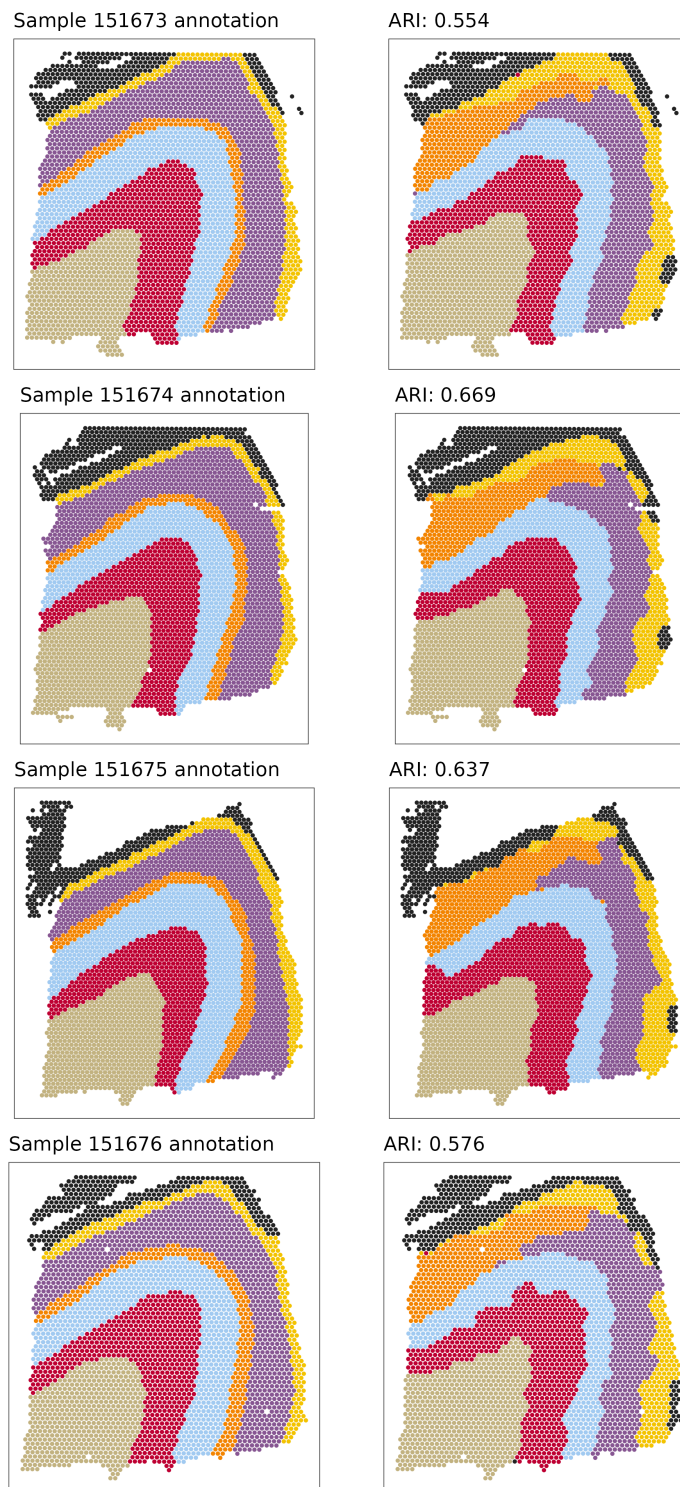 Sample 151673 annotation
ARI: 0.554
Sample 151674 annotation
ARI: 0.669
Sample 151675 annotation
ARI: 0.637
Sample 151676 annotation
ARI: 0.576